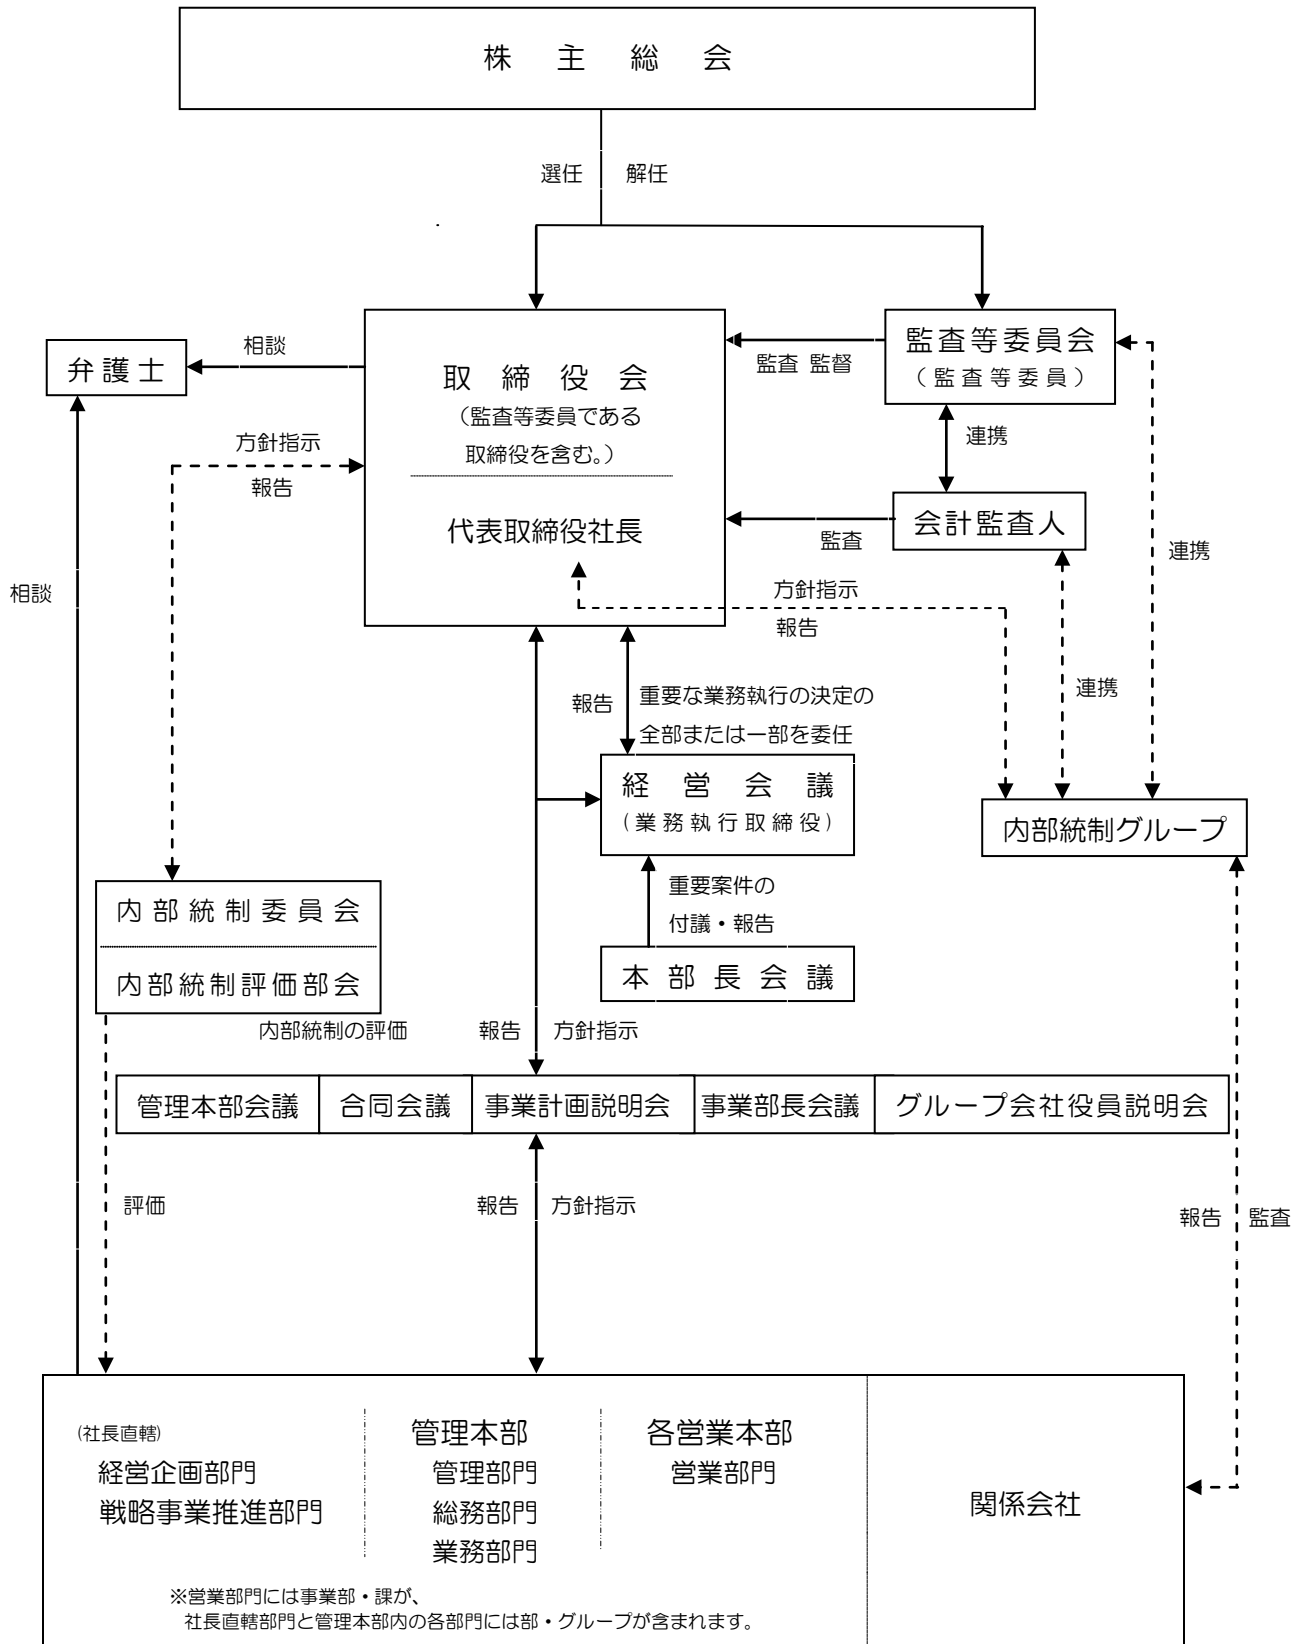 株主総会
選任 解任
監査等委員会
(監査等委員)
弁護士
相談
取締役会
(監査等委員である
取締役を含む。)
監査 監督
方針指示
報告
連携
代表取締役社長
会計監査人
監査
連携
相談
方針指示
報告
連携
報告
重要な業務執行の決定の
全部または一部を委任
経営会議
(業務執行取締役)
内部統制グループ
重要案件の
付議・報告
内部統制委員会
内部統制評価部会
本部長会議
内部統制の評価
報告 方針指示
管理本部会議 合同会議 事業計画説明会 事業部長会議 グループ会社役員説明会
評価
報告 方針指示
報告 監査
(社長直轄)
経営企画部門
戦略事業推進部門
管理本部
管理部門
総務部門
業務部門
各営業本部
営業部門
関係会社
※営業部門には事業部・課が、
社長直轄部門と管理本部内の各部門には部・グループが含まれます。